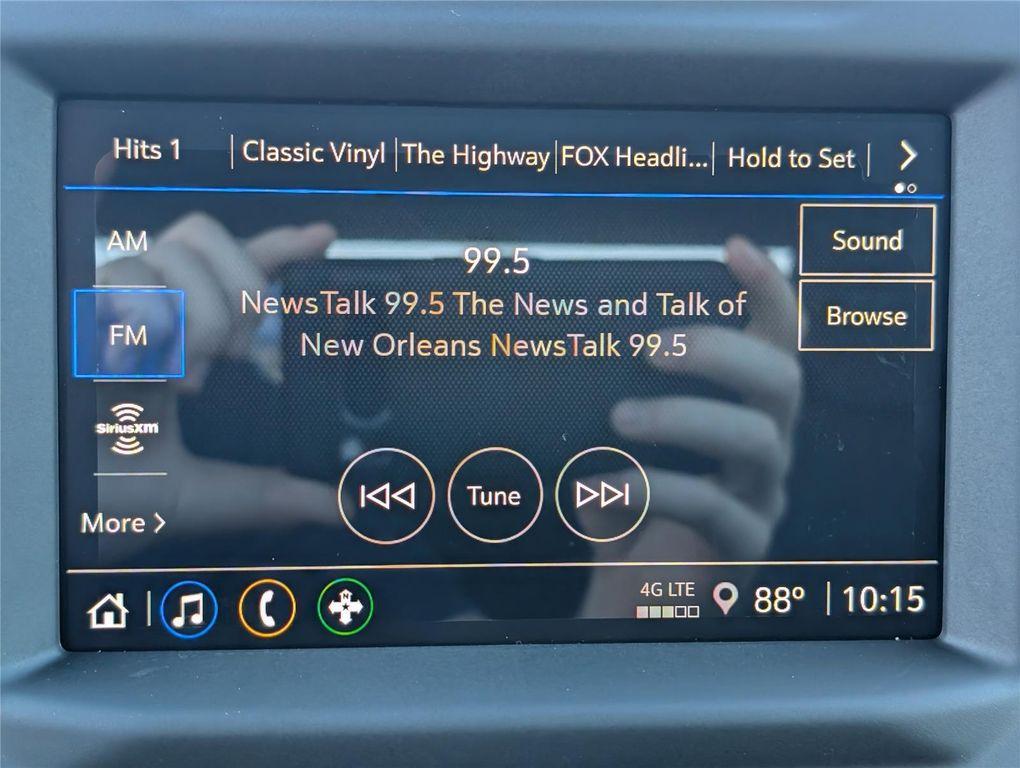 Hits 1 Classic Vinyl The Highway FOX Headli... Hold to Set
AM
99.5
Sound
NewsTalk 99.5 The News and Talk of
New Orleans NewsTalk 99.5
FM
Browse
SiriusXm
Tune
More
N
4G LTE
88° 10:15